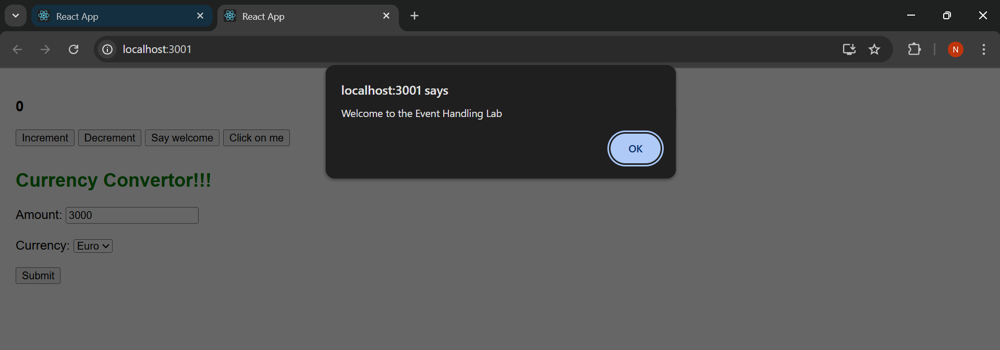 React App
React App
localhost:3001
N
localhost:3001 says
Welcome to the Event Handling Lab
OK
0
Increment Decrement Say welcome Click on me
Currency Convertor!!!
Amount: 3000
Currency: Euro
Submit